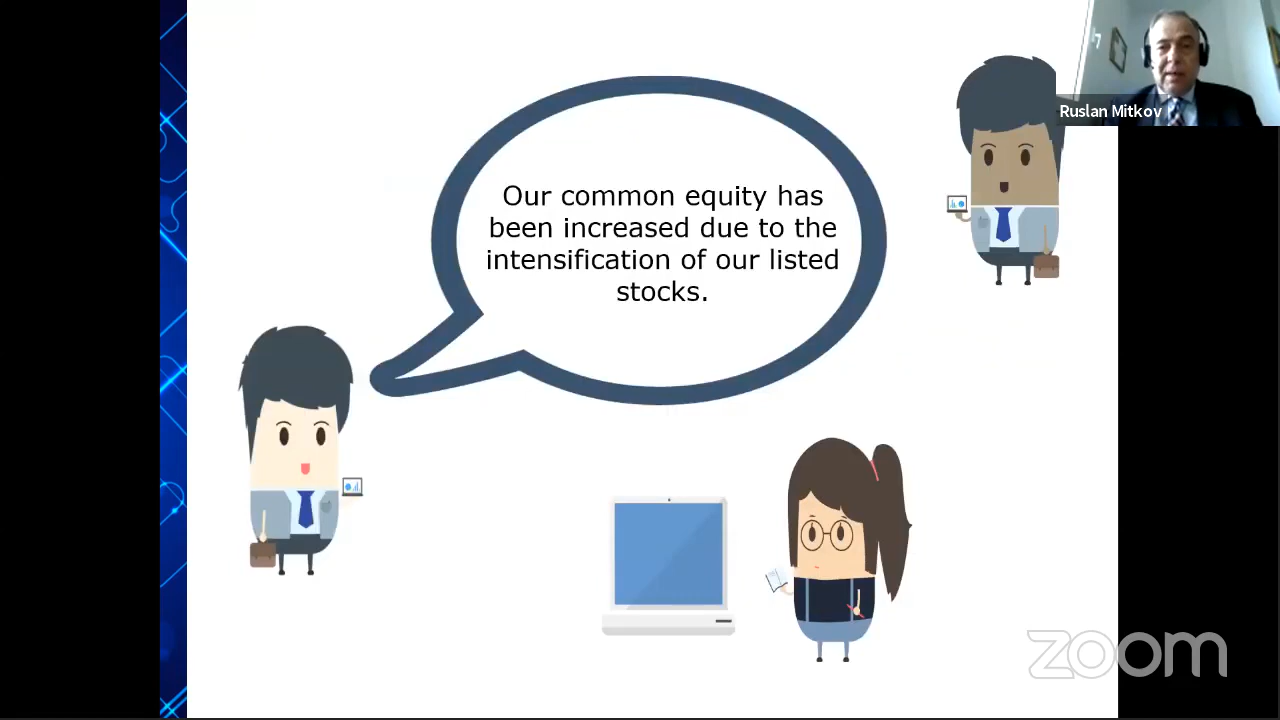 Ruslan Mitkov
Our common equity has
been increased due to the
intensification of our listed
stocks.
zoom